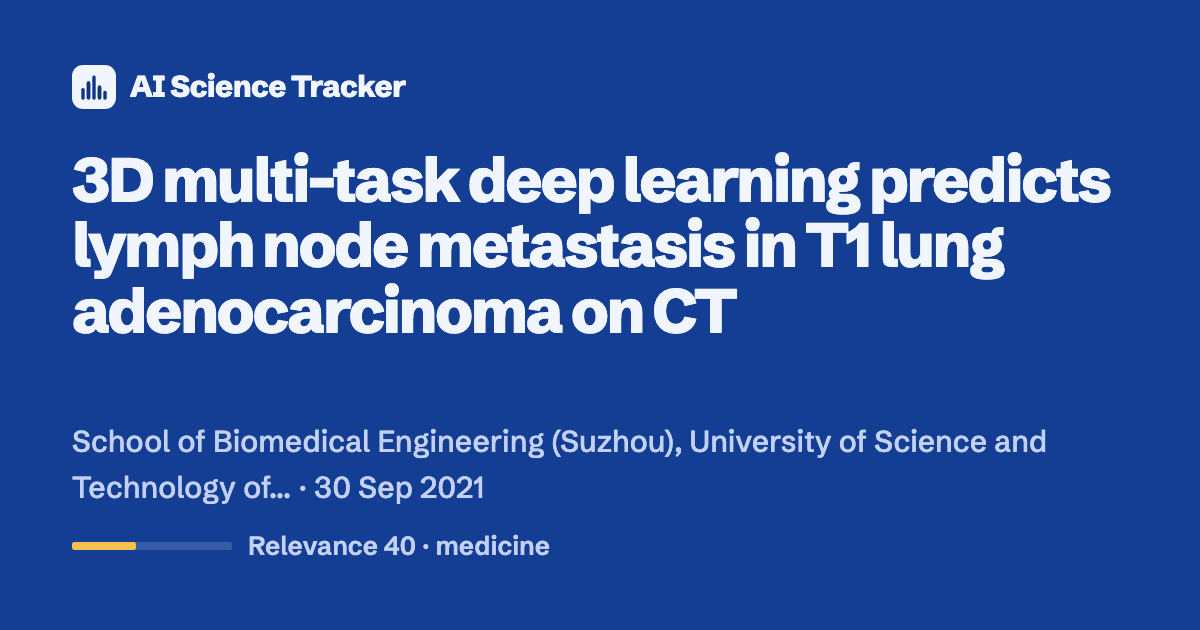 AI Science Tracker
3D multi-task deep learning predicts
lymph node metastasis in T1 lung
adenocarcinoma on CT
School of Biomedical Engineering (Suzhou), University of Science and
Technology of... · 30 Sep 2021
Relevance 40 · medicine